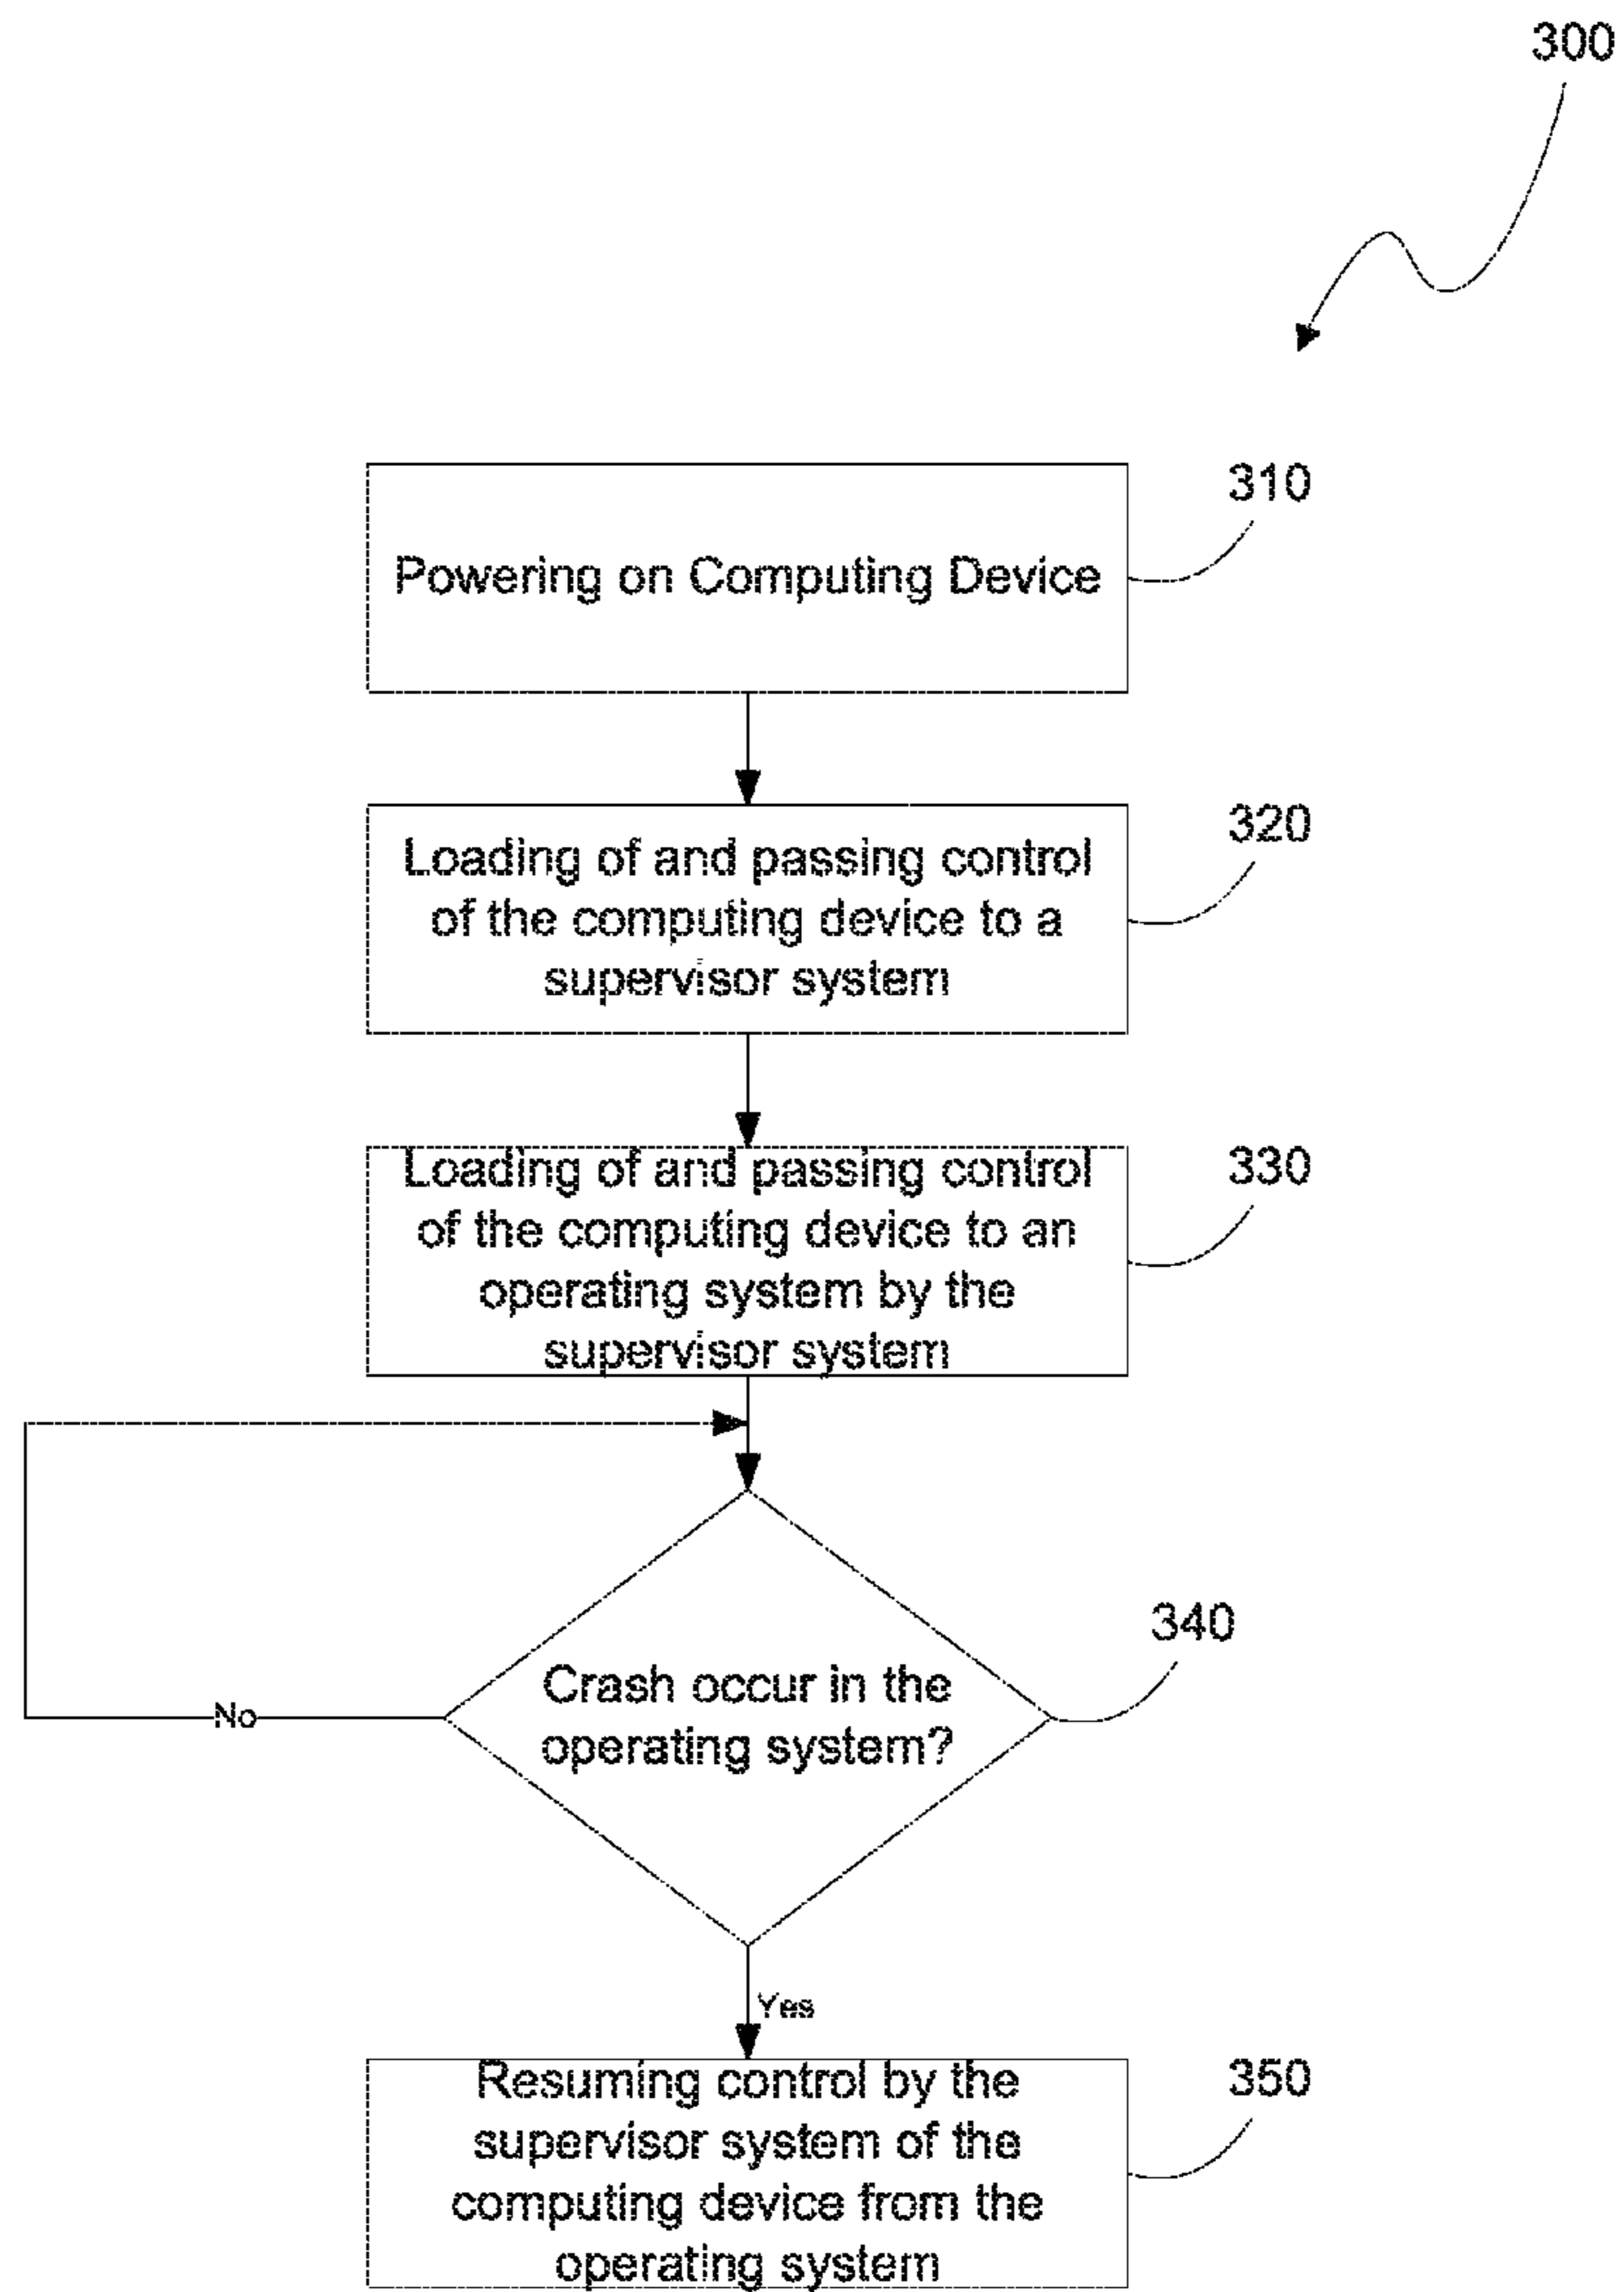 300
310
Powering on Computing Device
320
Loading of and passing control
of the computing device to a
supervisor system
330
Loading of and passing control
of the computing device to an
operating system by the
supervisor system
340
Crash occur in the
operating system?
No
Yes
350
Resuming control by the
supervisor system of the
computing device from the
operating system